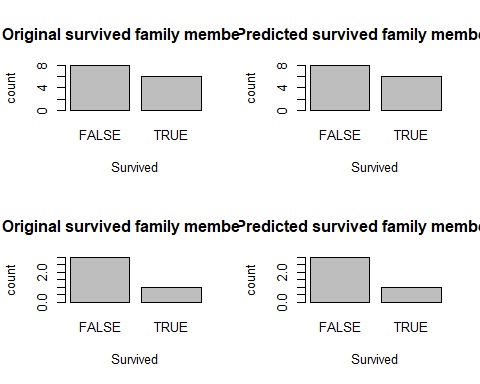 Original survived family membe
8
4
0
count
FALSE TRUE
Survived
Predicted survived family membe
8
4
0
count
FALSE TRUE
Survived
Original survived family membe
2.0
0.0
count
FALSE TRUE
Survived
Predicted survived family membe
2.0
0.0
count
FALSE TRUE
Survived